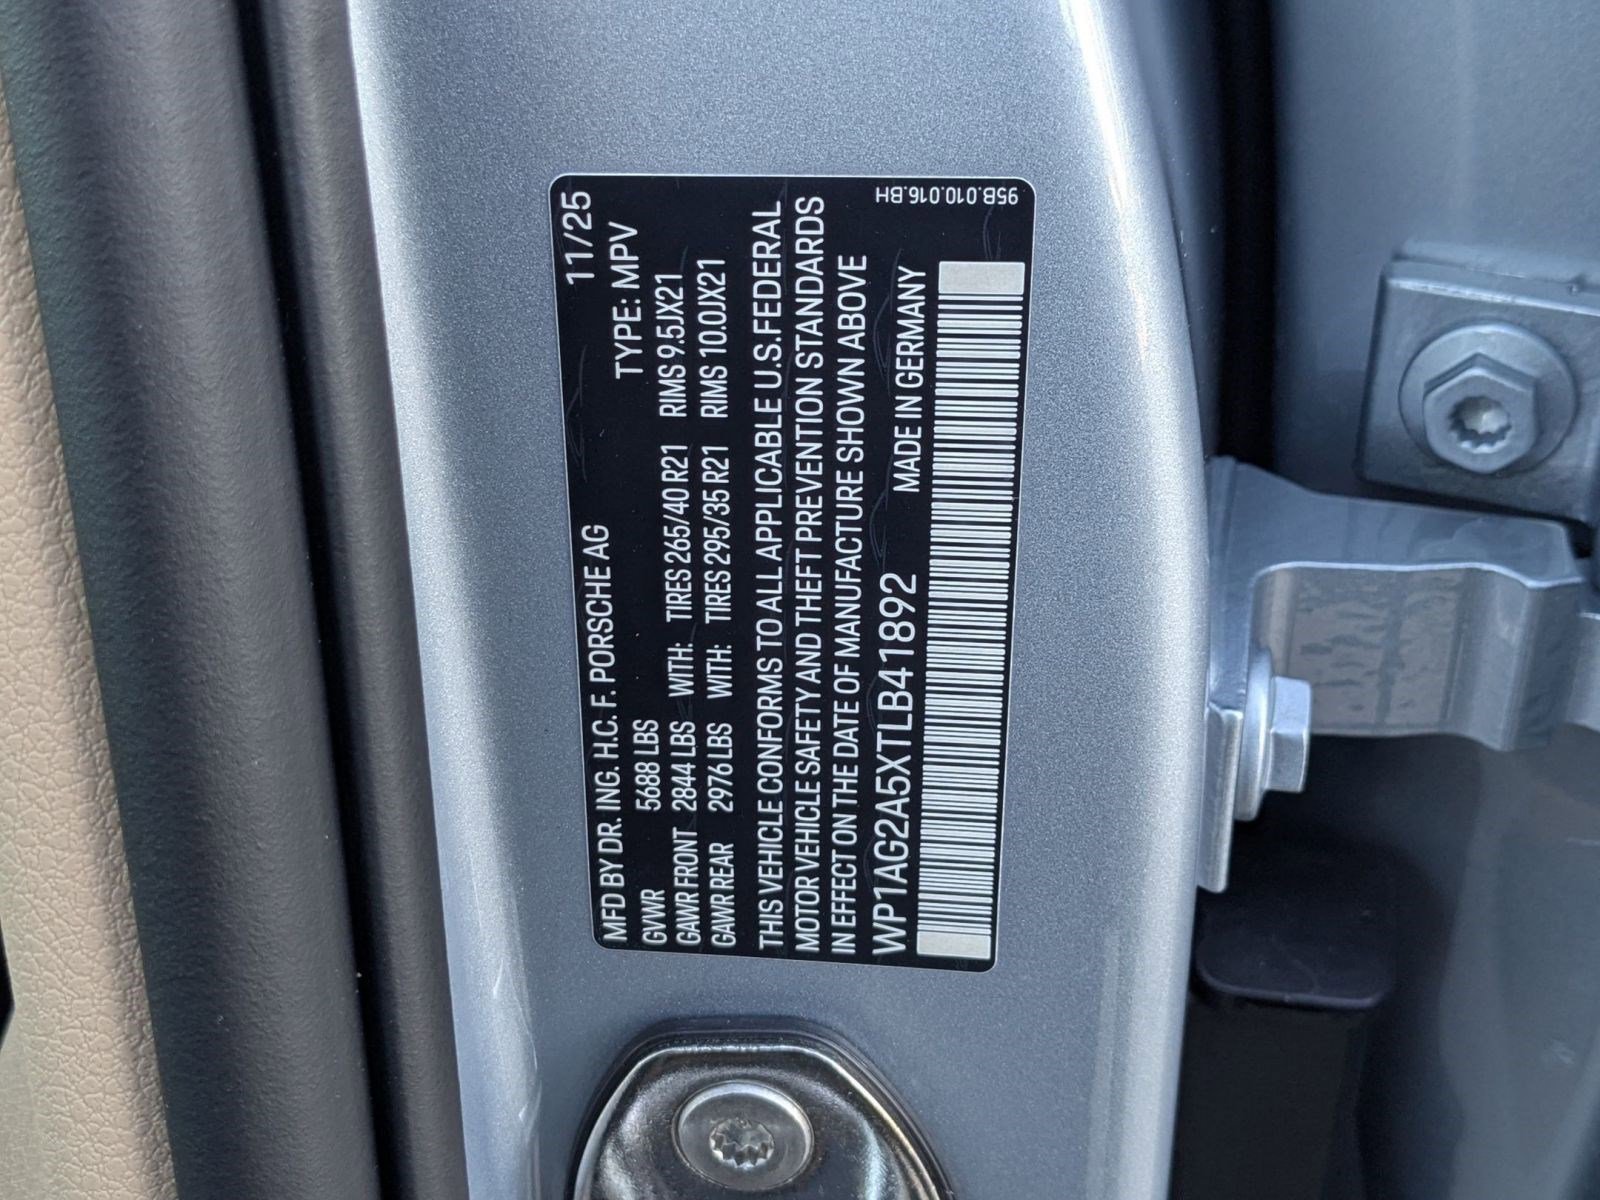 MFD BY DR. ING. H.C. F. PORSCHE AG 11/25
GVWR 5688 LBS TYPE: MPV
GAWR FRONT 2844 LBS WITH: TIRES 265/40 R21 RIMS 9.5JX21
GAWR REAR 2976 LBS WITH: TIRES 295/35 R21 RIMS 10.0JX21
THIS VEHICLE CONFORMS TO ALL APPLICABLE U.S.FEDERAL
MOTOR VEHICLE SAFETY AND THEFT PREVENTION STANDARDS
IN EFFECT ON THE DATE OF MANUFACTURE SHOWN ABOVE
WP1AG2A5XTLB41892 MADE IN GERMANY
95B.010.016.BH